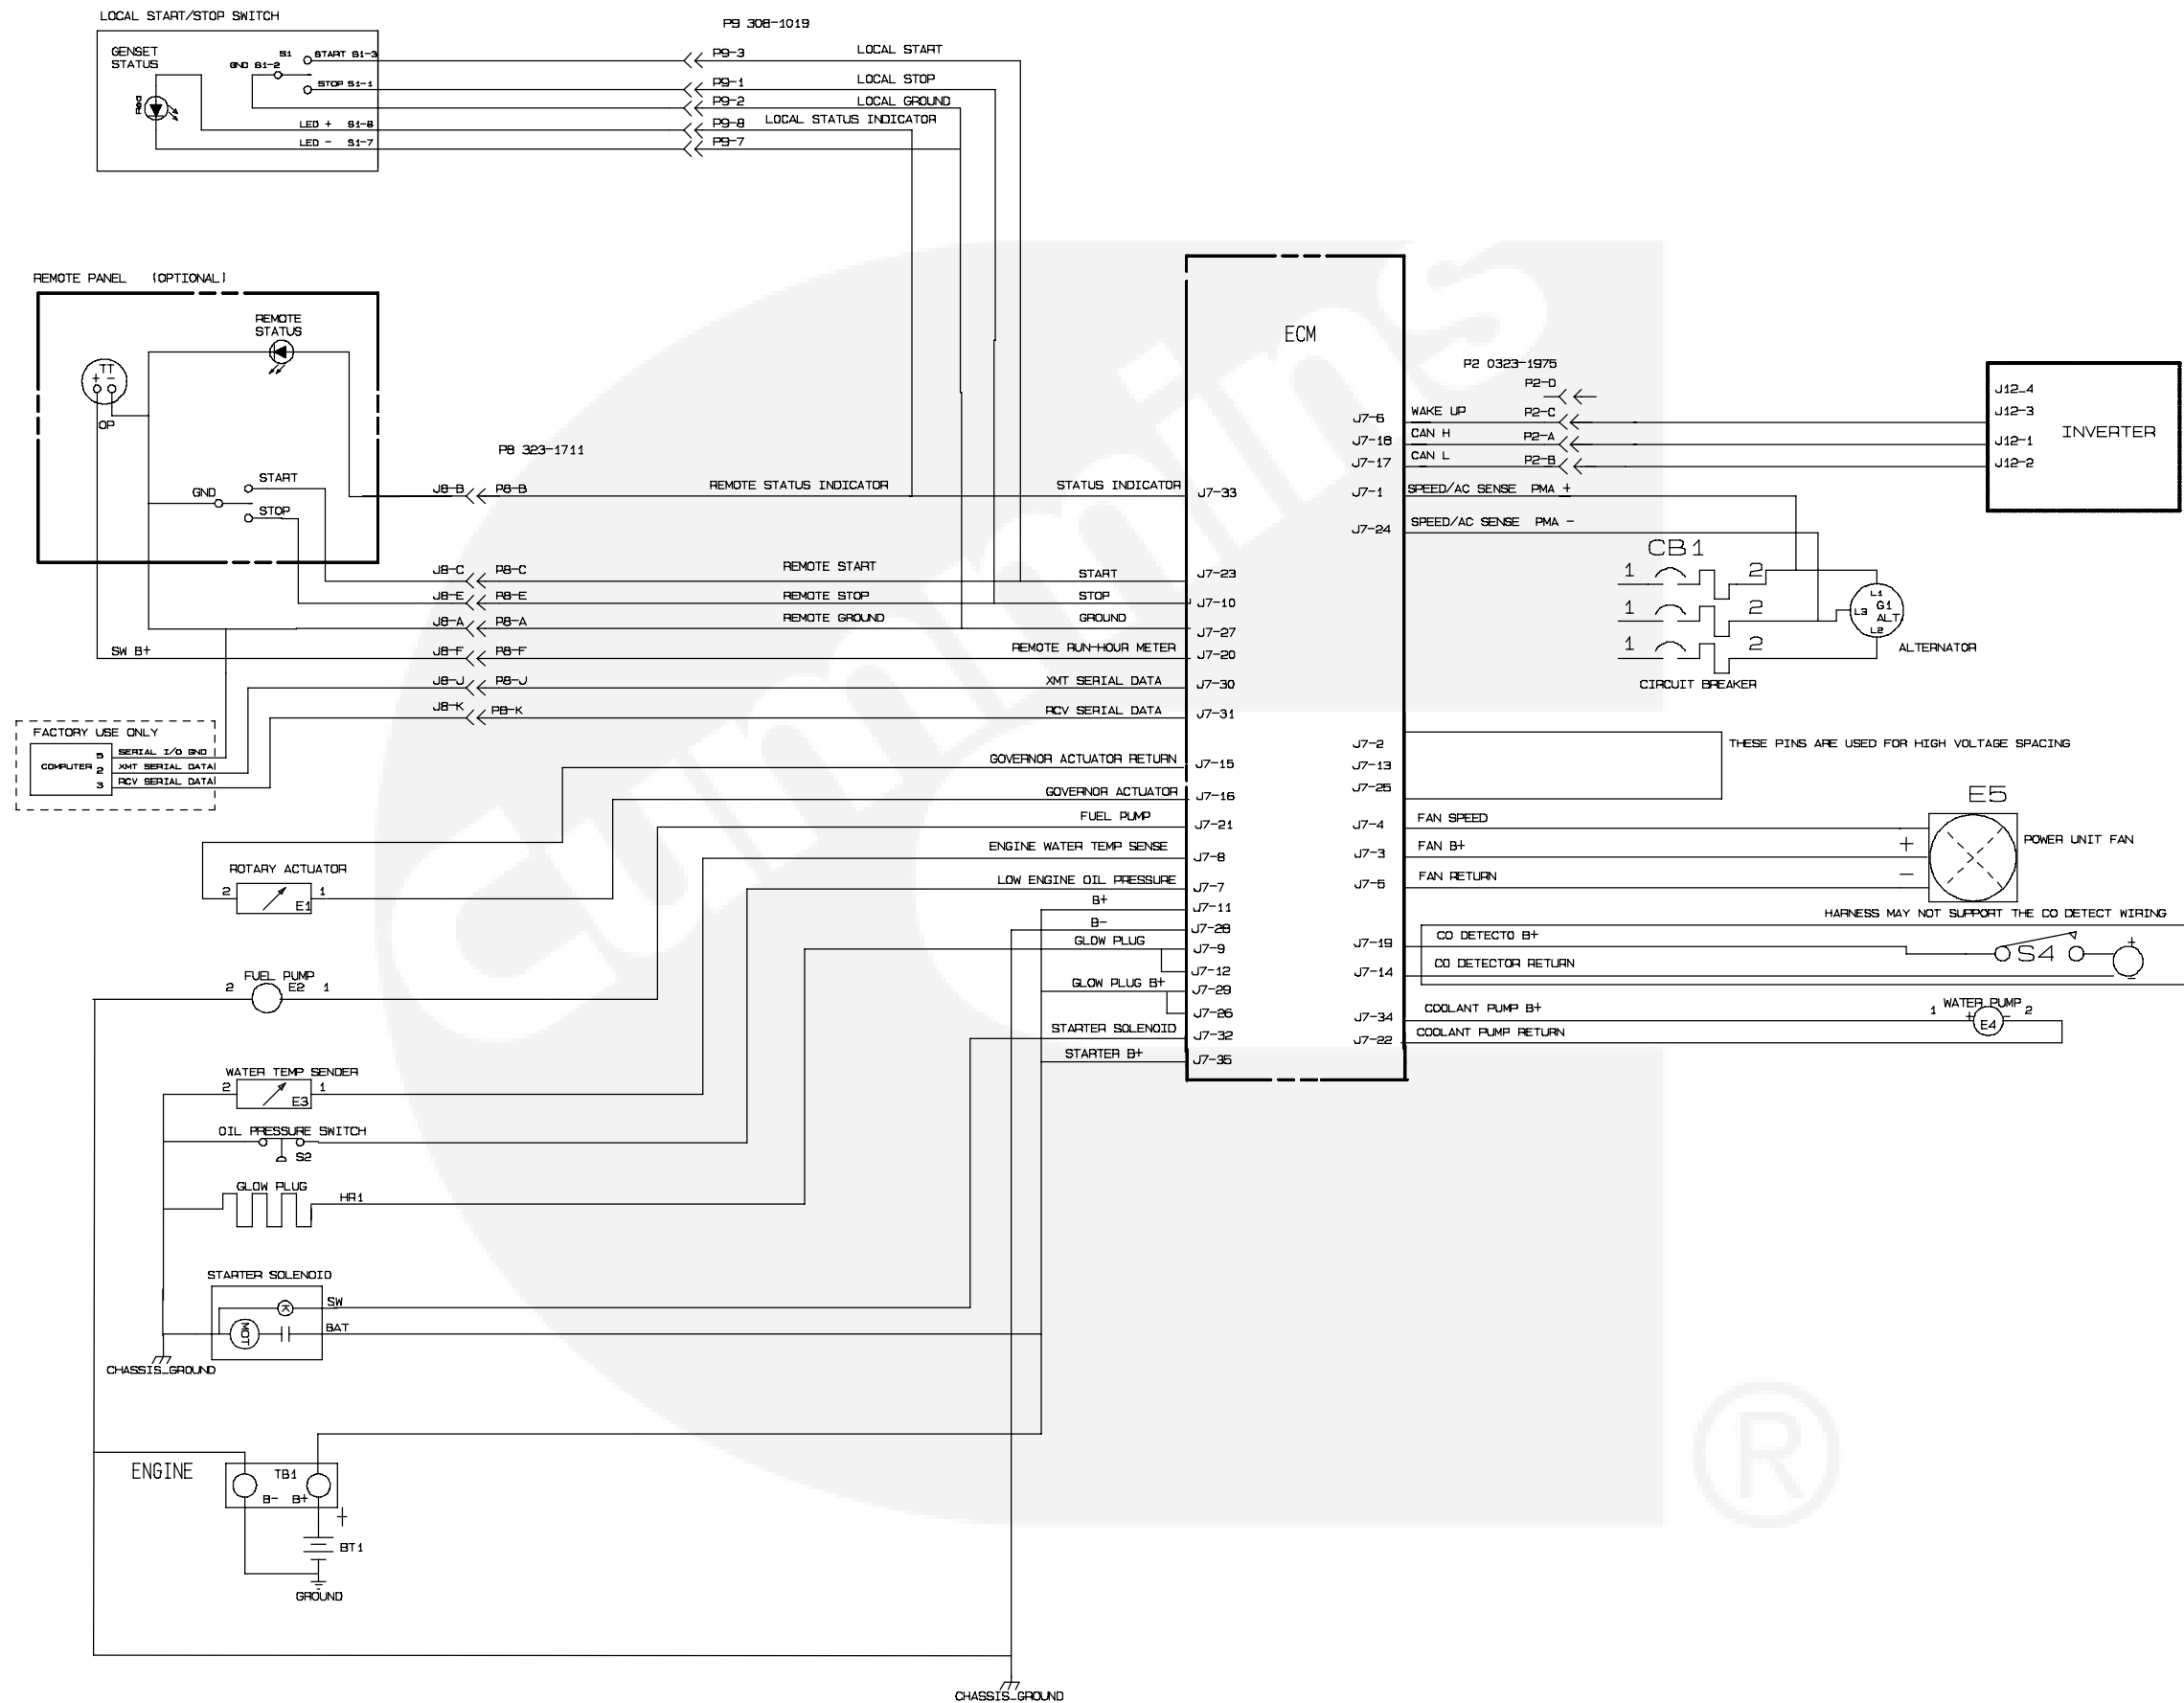 LOCAL START/STOP SWITCH
P9 308-1019
GENSET
STATUS
S1
START S1-3
GND S1-2
STOP S1-1
Red
LED + S1-8
LED - S1-7
P9-3
LOCAL START
P9-1
LOCAL STOP
P9-2
LOCAL GROUND
P9-8
LOCAL STATUS INDICATOR
P9-7
REMOTE PANEL (OPTIONAL)
REMOTE
STATUS
TT
+ -
OP
GND
START
STOP
P8 323-1711
J8-B
P8-B
REMOTE STATUS INDICATOR
STATUS INDICATOR
J7-33
J8-C
P8-C
REMOTE START
START
J7-23
J8-E
P8-E
REMOTE STOP
STOP
J7-10
J8-A
P8-A
REMOTE GROUND
GROUND
J7-27
SW B+
J8-F
P8-F
REMOTE RUN-HOUR METER
J7-20
J8-J
P8-J
XMT SERIAL DATA
J7-30
J8-K
P8-K
RCV SERIAL DATA
J7-31
FACTORY USE ONLY
COMPUTER
5
SERIAL I/O GND
2
XMT SERIAL DATA
3
RCV SERIAL DATA
GOVERNOR ACTUATOR RETURN
J7-15
GOVERNOR ACTUATOR
J7-16
FUEL PUMP
J7-21
ENGINE WATER TEMP SENSE
J7-8
LOW ENGINE OIL PRESSURE
J7-7
B+
J7-11
B-
J7-28
GLOW PLUG
J7-9
J7-12
GLOW PLUG B+
J7-29
J7-26
STARTER SOLENOID
J7-32
STARTER B+
J7-35
ROTARY ACTUATOR
2
1
E1
FUEL PUMP
2
E2
1
WATER TEMP SENDER
2
1
E3
OIL PRESSURE SWITCH
S2
GLOW PLUG
HR1
STARTER SOLENOID
SW
K
MOT
BAT
CHASSIS_GROUND
ENGINE
TB1
B- B+
+
BT1
GROUND
CHASSIS_GROUND
ECM
P2 0323-1975
P2-D
J7-6
WAKE UP
P2-C
J7-18
CAN H
P2-A
J7-17
CAN L
P2-B
J12_4
J12-3
J12-1
J12-2
INVERTER
J7-1
SPEED/AC SENSE PMA +
J7-24
SPEED/AC SENSE PMA -
CB1
1
2
1
2
1
2
CIRCUIT BREAKER
L1
L3
G1
ALT
L2
ALTERNATOR
J7-2
J7-13
J7-25
THESE PINS ARE USED FOR HIGH VOLTAGE SPACING
E5
J7-4
FAN SPEED
J7-3
FAN B+
+
J7-5
FAN RETURN
-
POWER UNIT FAN
HARNESS MAY NOT SUPPORT THE CO DETECT WIRING
J7-19
CO DETECTO B+
J7-14
CO DETECTOR RETURN
S4
+
-
J7-34
COOLANT PUMP B+
J7-22
COOLANT PUMP RETURN
WATER PUMP
1
+
E4
-
2
Cummins
®